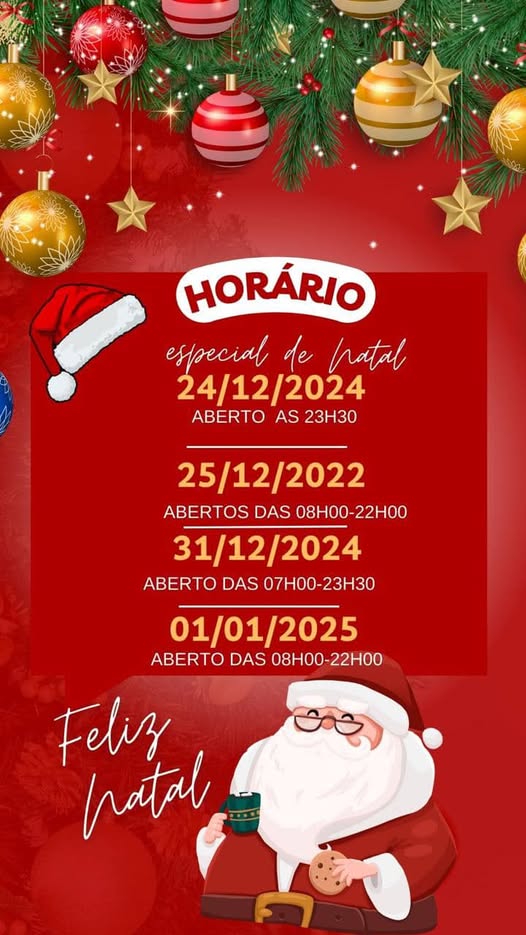 HORÁRIO
especial de Natal
24/12/2024
ABERTO AS 23H30
25/12/2022
ABERTOS DAS 08H00-22H00
31/12/2024
ABERTO DAS 07H00-23H30
01/01/2025
ABERTO DAS 08H00-22H00
Feliz
Natal